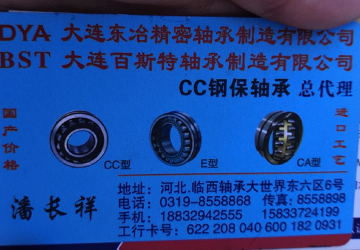 DYA 大连东冶精密轴承制造有限公司
BST 大连百斯特轴承制造有限公司
CC钢保轴承 总代理
国产价格
进口工艺
CC型
E型
CA型
潘长祥
地址：河北.临西轴承大世界东六区6号
电话：0319-8558868 传真：8558898
手机：18832942555 15833724199
工行卡号：622 208 040 600 182 0931